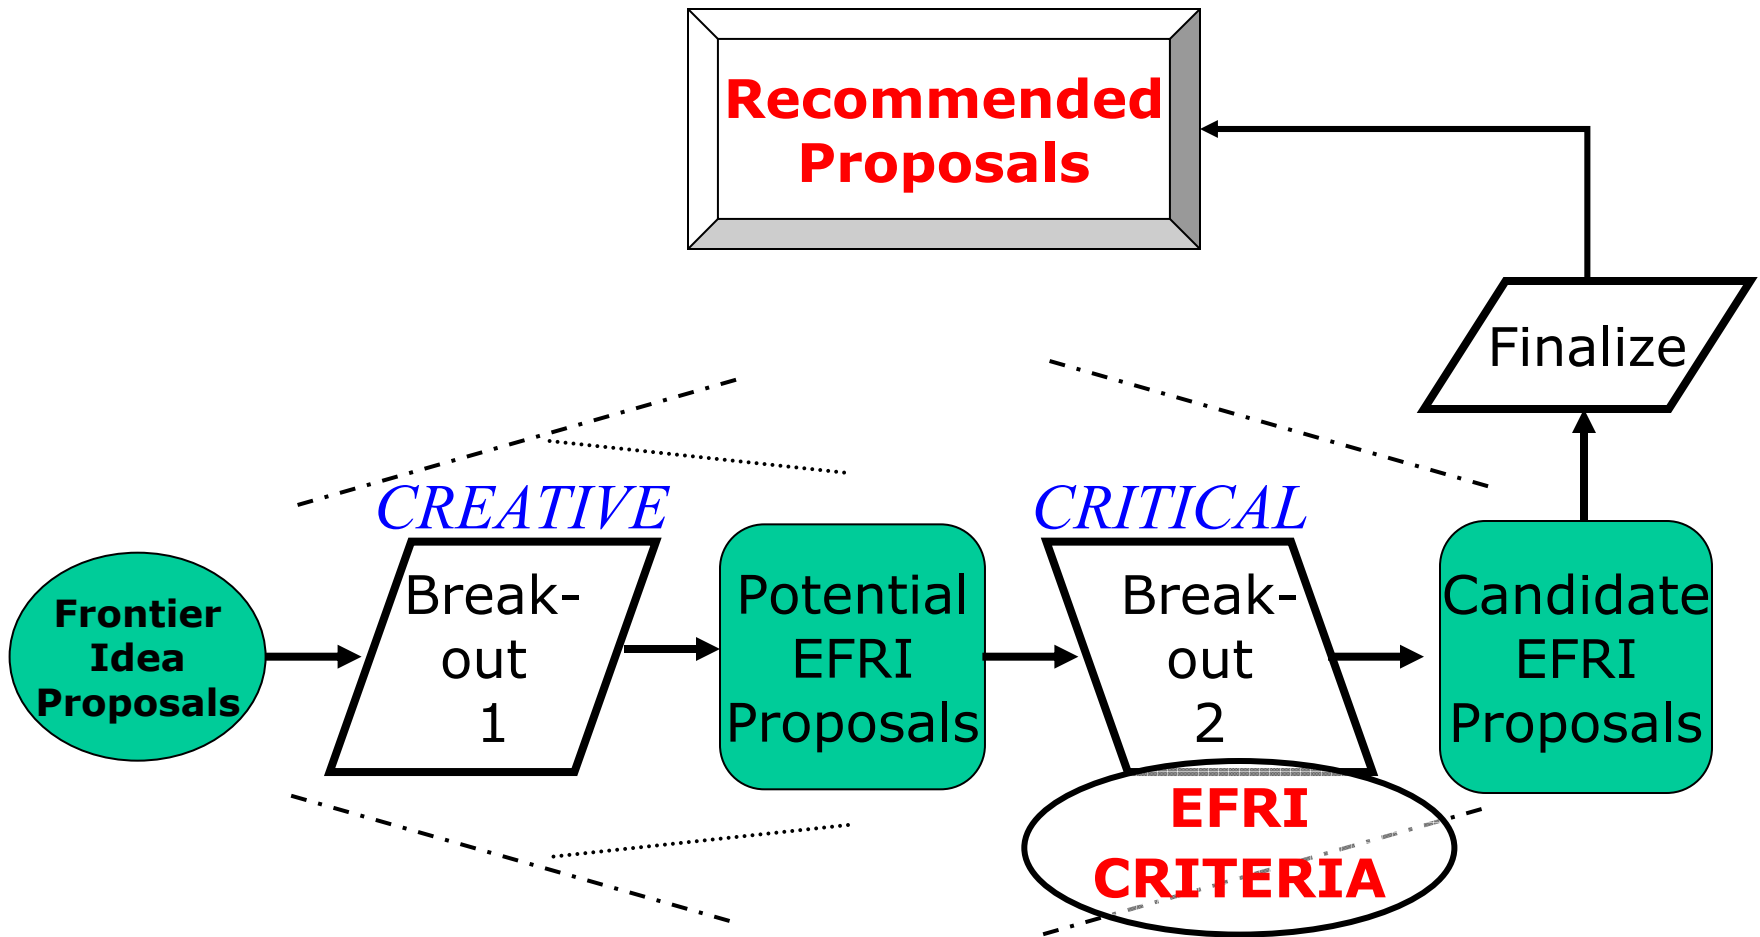 Recommended
Proposals
Finalize
CREATIVE
CRITICAL
Frontier
Idea
Proposals
Break-
out
1
Potential
EFRI
Proposals
Break-
out
2
Candidate
EFRI
Proposals
EFRI
CRITERIA